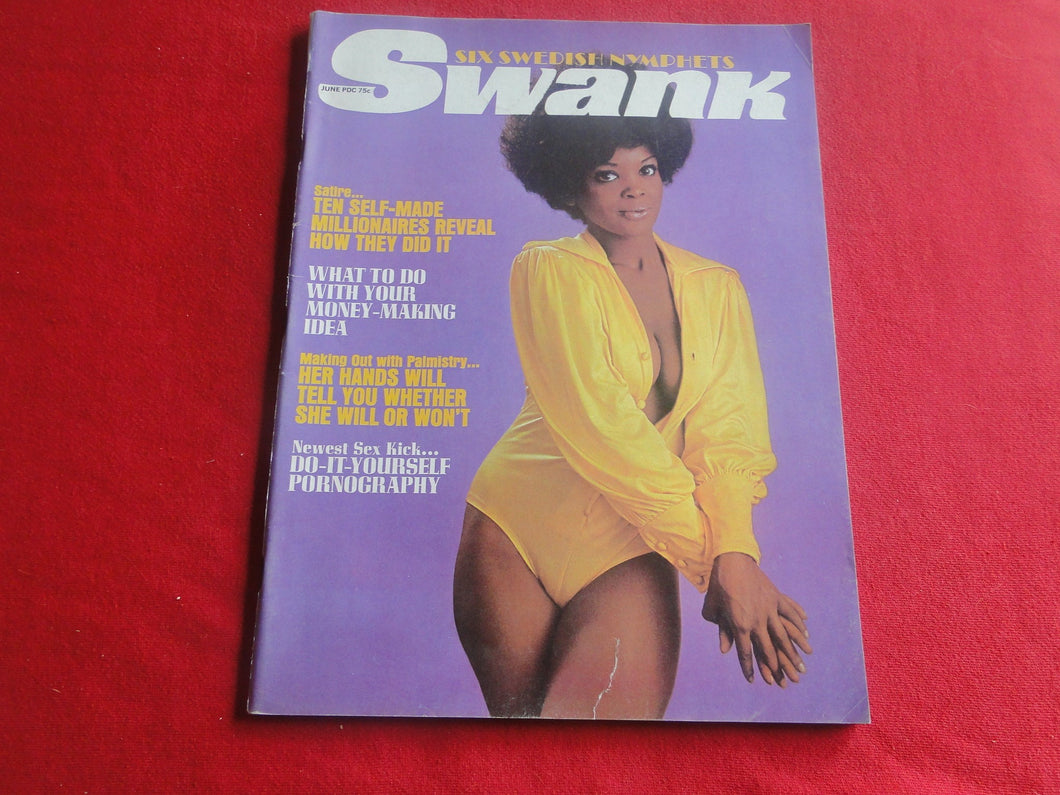 SIX SWEDISH NYMPHETS
Swank
JUNE PDC 75¢
Satire...
TEN SELF-MADE
MILLIONAIRES REVEAL
HOW THEY DID IT
WHAT TO DO
WITH YOUR
MONEY-MAKING
IDEA
Making Out with Palmistry...
HER HANDS WILL
TELL YOU WHETHER
SHE WILL OR WON'T
Newest Sex Kick...
DO-IT-YOURSELF
PORNOGRAPHY